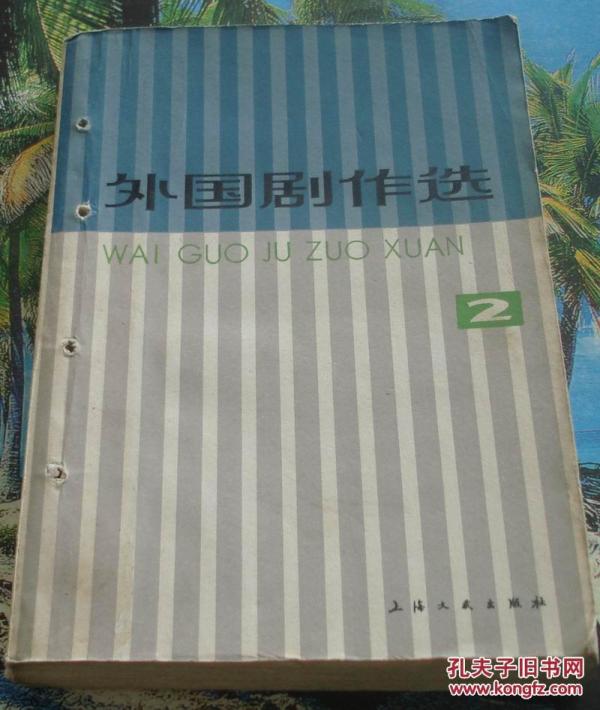 外国剧作选
WAI GUO JU ZUO XUAN
2
上海文艺出版社
孔夫子旧书网
www.kongfz.com